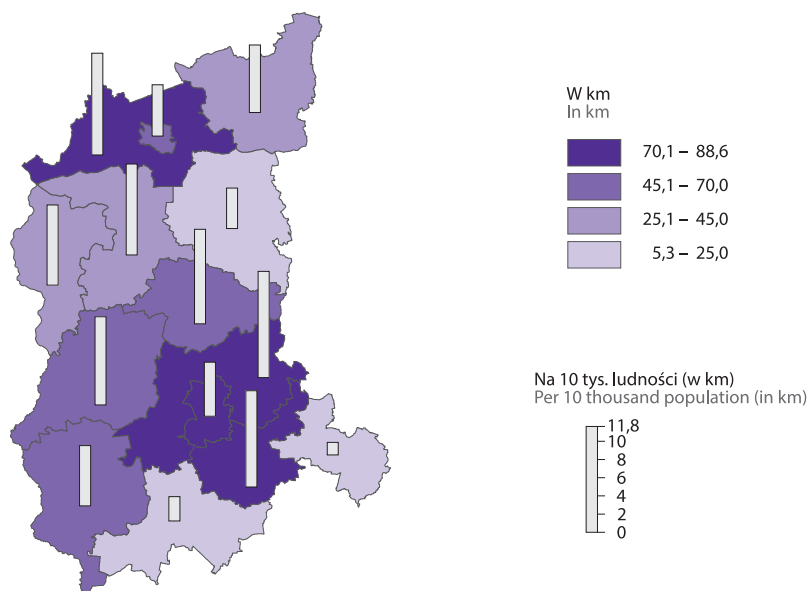 W km
In km
70,1 – 88,6
45,1 – 70,0
25,1 – 45,0
5,3 – 25,0
Na 10 tys. ludności (w km)
Per 10 thousand population (in km)
11,8
10
8
6
4
2
0